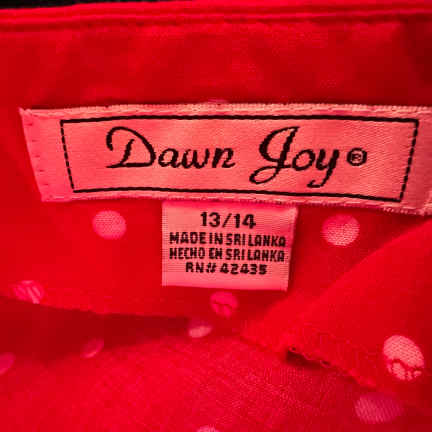 Dawn Joy®
13/14
MADE IN SRI LANKA
HECHO EN SRI LANKA
RN# 42435